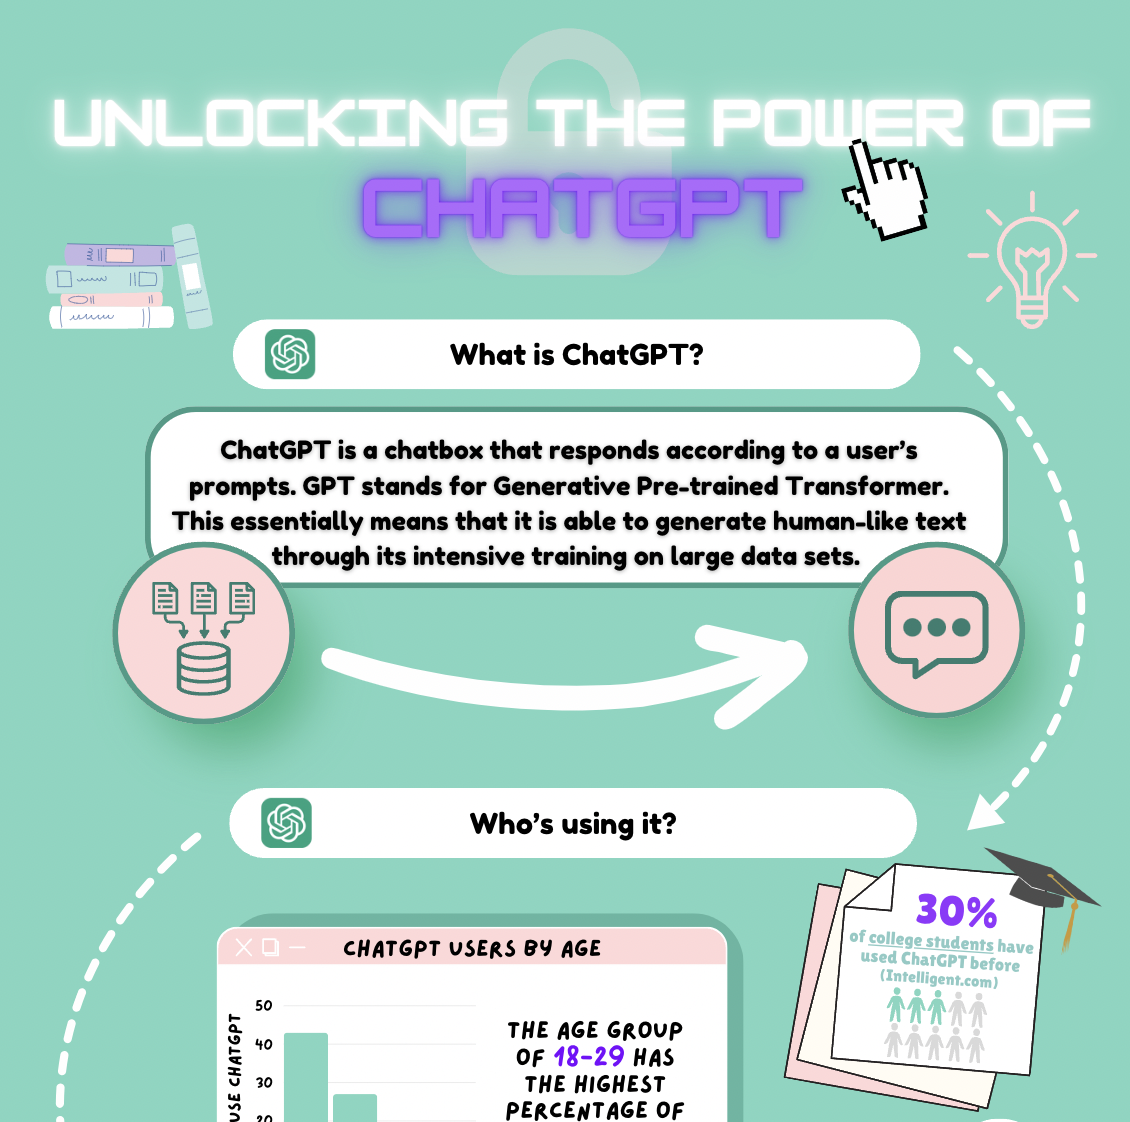 UNLOCKING THE POWER OF
CHATGPT
What is ChatGPT?
ChatGPT is a chatbox that responds according to a user's
prompts. GPT stands for Generative Pre-trained Transformer.
This essentially means that it is able to generate human-like text
through its intensive training on large data sets.
Who's using it?
30%
of college students have
used ChatGPT before
(Intelligent.com)
CHATGPT USERS BY AGE
50
40
30
20
USE CHATGPT
THE AGE GROUP
OF 18-29 HAS
THE HIGHEST
PERCENTAGE OF